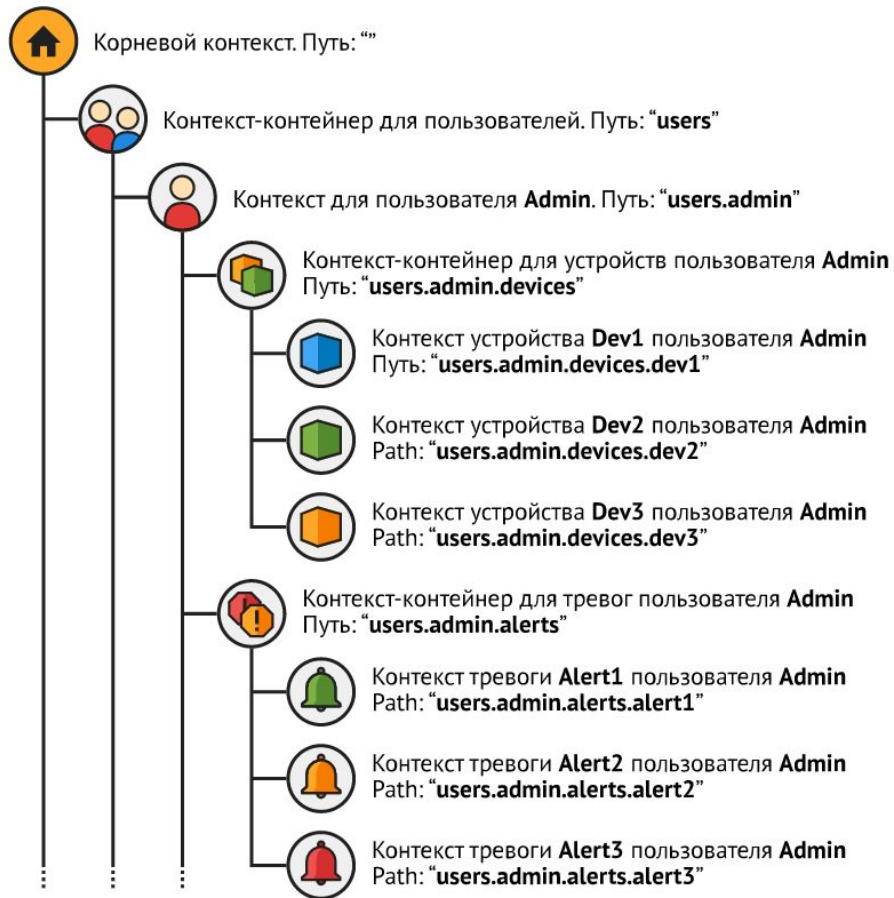 Корневой контекст. Путь: “”
Контекст-контейнер для пользователей. Путь: “users”
Контекст для пользователя Admin. Путь: “users.admin”
Контекст-контейнер для устройств пользователя Admin
Путь: “users.admin.devices”
Контекст устройства Dev1 пользователя Admin
Путь: “users.admin.devices.dev1”
Контекст устройства Dev2 пользователя Admin
Path: “users.admin.devices.dev2”
Контекст устройства Dev3 пользователя Admin
Path: “users.admin.devices.dev3”
Контекст-контейнер для тревог пользователя Admin
Путь: “users.admin.alerts”
Контекст тревоги Alert1 пользователя Admin
Path: “users.admin.alerts.alert1”
Контекст тревоги Alert2 пользователя Admin
Path: “users.admin.alerts.alert2”
Контекст тревоги Alert3 пользователя Admin
Path: “users.admin.alerts.alert3”